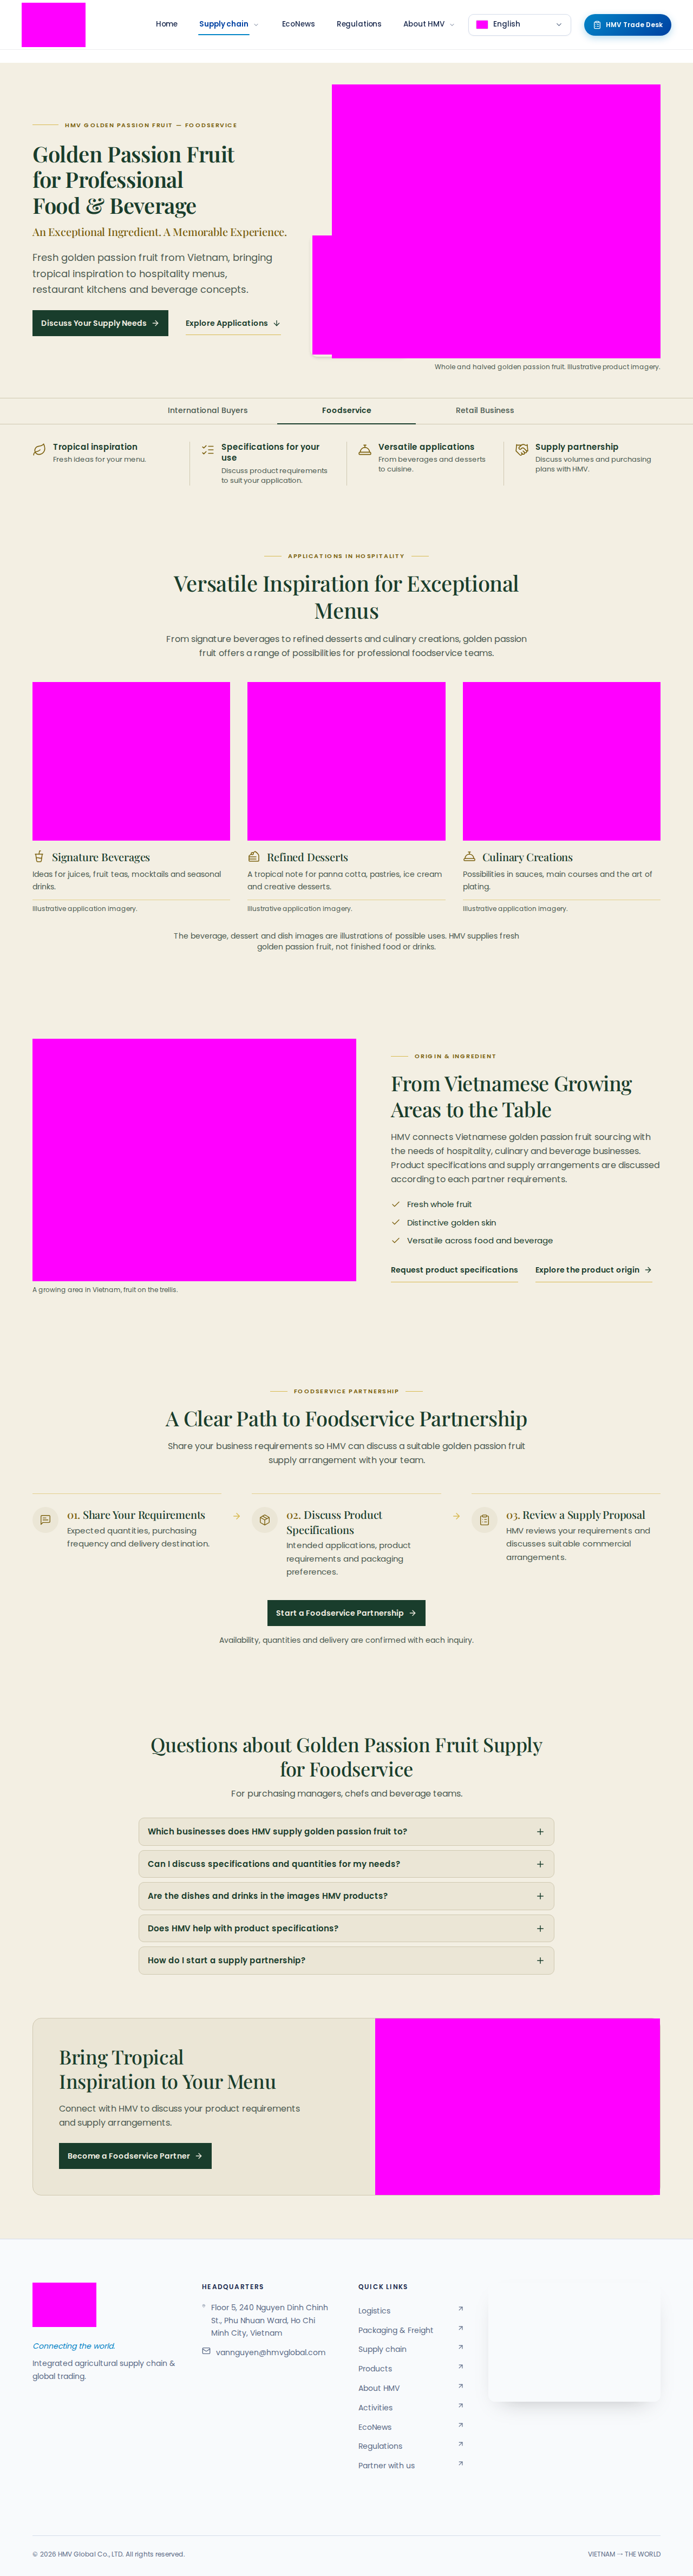 Home
Supply chain
EcoNews
Regulations
About HMV
English
HMV Trade Desk
HMV GOLDEN PASSION FRUIT — FOODSERVICE
Golden Passion Fruit
for Professional
Food & Beverage
An Exceptional Ingredient. A Memorable Experience.
Fresh golden passion fruit from Vietnam, bringing
tropical inspiration to hospitality menus,
restaurant kitchens and beverage concepts.
Discuss Your Supply Needs →
Explore Applications ↓
Whole and halved golden passion fruit. Illustrative product imagery.
International Buyers
Foodservice
Retail Business
Tropical inspiration
Fresh ideas for your menu.
Specifications for your
use
Discuss product requirements
to suit your application.
Versatile applications
From beverages and desserts
to cuisine.
Supply partnership
Discuss volumes and purchasing
plans with HMV.
APPLICATIONS IN HOSPITALITY
Versatile Inspiration for Exceptional
Menus
From signature beverages to refined desserts and culinary creations, golden passion
fruit offers a range of possibilities for professional foodservice teams.
Signature Beverages
Ideas for juices, fruit teas, mocktails and seasonal
drinks.
Illustrative application imagery.
Refined Desserts
A tropical note for panna cotta, pastries, ice cream
and creative desserts.
Illustrative application imagery.
Culinary Creations
Possibilities in sauces, main courses and the art of
plating.
Illustrative application imagery.
The beverage, dessert and dish images are illustrations of possible uses. HMV supplies fresh
golden passion fruit, not finished food or drinks.
A growing area in Vietnam, fruit on the trellis.
ORIGIN & INGREDIENT
From Vietnamese Growing
Areas to the Table
HMV connects Vietnamese golden passion fruit sourcing with
the needs of hospitality, culinary and beverage businesses.
Product specifications and supply arrangements are discussed
according to each partner requirements.
Fresh whole fruit
Distinctive golden skin
Versatile across food and beverage
Request product specifications
Explore the product origin →
FOODSERVICE PARTNERSHIP
A Clear Path to Foodservice Partnership
Share your business requirements so HMV can discuss a suitable golden passion fruit
supply arrangement with your team.
01. Share Your Requirements
Expected quantities, purchasing
frequency and delivery destination.
→
02. Discuss Product
Specifications
Intended applications, product
requirements and packaging
preferences.
→
03. Review a Supply Proposal
HMV reviews your requirements and
discusses suitable commercial
arrangements.
Start a Foodservice Partnership →
Availability, quantities and delivery are confirmed with each inquiry.
Questions about Golden Passion Fruit Supply
for Foodservice
For purchasing managers, chefs and beverage teams.
Which businesses does HMV supply golden passion fruit to? +
Can I discuss specifications and quantities for my needs? +
Are the dishes and drinks in the images HMV products? +
Does HMV help with product specifications? +
How do I start a supply partnership? +
Bring Tropical
Inspiration to Your Menu
Connect with HMV to discuss your product requirements
and supply arrangements.
Become a Foodservice Partner →
Connecting the world.
Integrated agricultural supply chain &
global trading.
HEADQUARTERS
Floor 5, 240 Nguyen Dinh Chinh
St., Phu Nhuan Ward, Ho Chi
Minh City, Vietnam
vannguyen@hmvglobal.com
QUICK LINKS
Logistics
Packaging & Freight
Supply chain
Products
About HMV
Activities
EcoNews
Regulations
Partner with us
© 2026 HMV Global Co., LTD. All rights reserved.
VIETNAM → THE WORLD